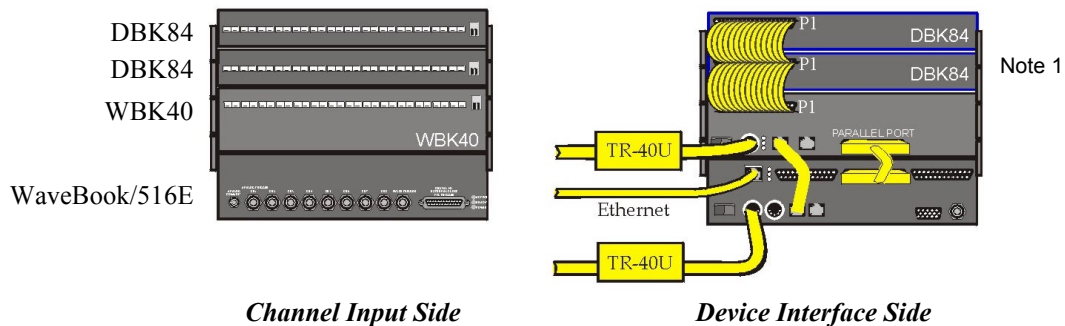 DBK84
DBK84
WBK40
WaveBook/516E
WBK40
Channel Input Side
P1
DBK84
P1
DBK84
P1
Note 1
PARALLEL PORT
TR-40U
Ethernet
TR-40U
Device Interface Side